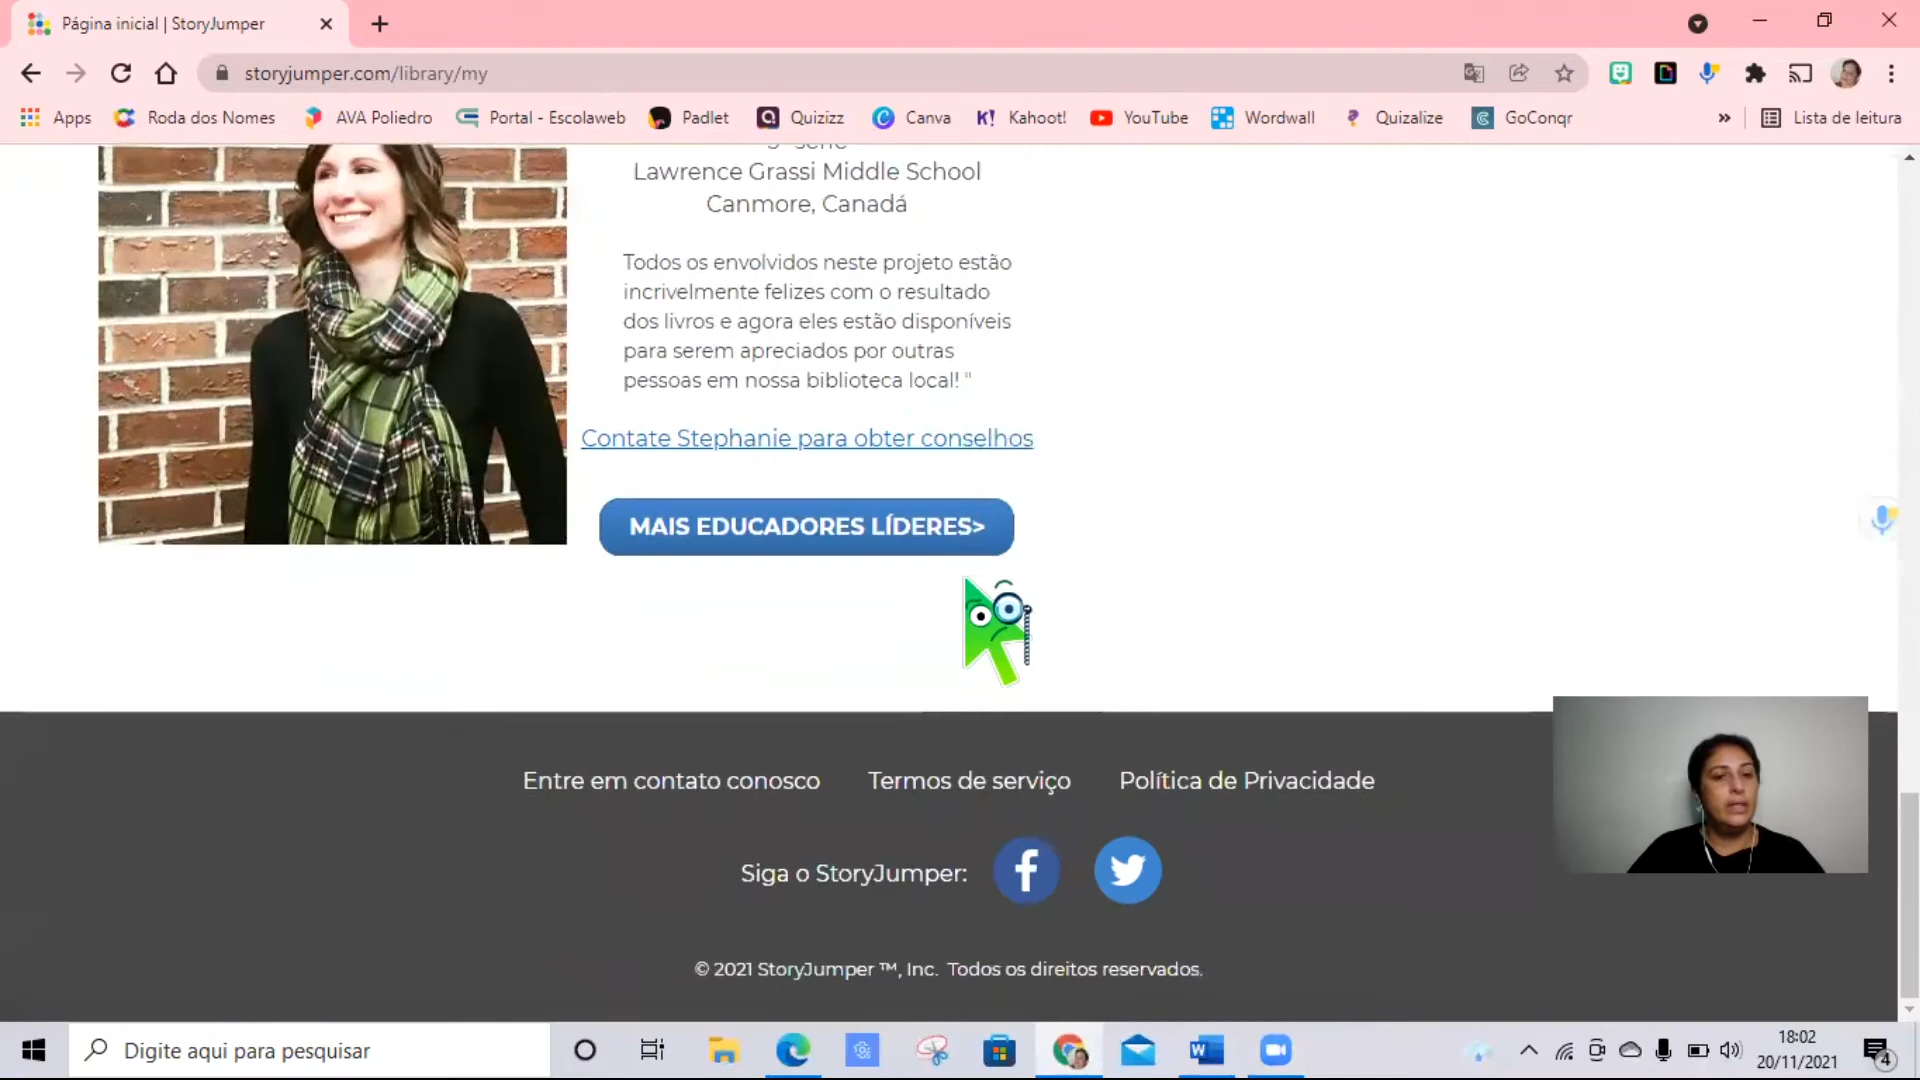 Página inicial | StoryJumper
storyjumper.com/library/my
Apps
Roda dos Nomes
AVA Poliedro
Portal - Escolaweb
Padlet
Quizizz
Canva
Kahoot!
YouTube
Wordwall
Quizalize
GoConqr
Lista de leitura
Lawrence Grassi Middle School
Canmore, Canadá
Todos os envolvidos neste projeto estão
incrivelmente felizes com o resultado
dos livros e agora eles estão disponíveis
para serem apreciados por outras
pessoas em nossa biblioteca local! "
Contate Stephanie para obter conselhos
MAIS EDUCADORES LÍDERES>
Entre em contato conosco
Termos de serviço
Política de Privacidade
Siga o StoryJumper:
© 2021 StoryJumper ™, Inc. Todos os direitos reservados.
Digite aqui para pesquisar
18:02
20/11/2021
4